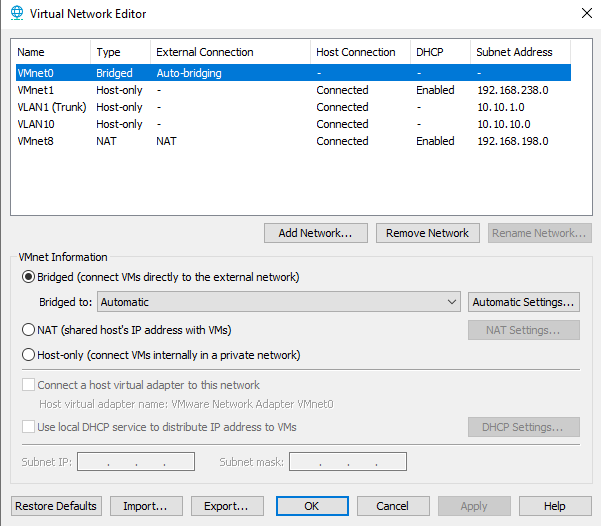 Virtual Network Editor
Name Type External Connection Host Connection DHCP Subnet Address
VMnet0 Bridged Auto-bridging - - -
VMnet1 Host-only - Connected Enabled 192.168.238.0
VLAN1 (Trunk) Host-only - Connected - 10.10.1.0
VLAN10 Host-only - Connected - 10.10.10.0
VMnet8 NAT NAT Connected Enabled 192.168.198.0
Add Network... Remove Network Rename Network...
VMnet Information
Bridged (connect VMs directly to the external network)
Bridged to: Automatic Automatic Settings...
NAT (shared host's IP address with VMs) NAT Settings...
Host-only (connect VMs internally in a private network)
Connect a host virtual adapter to this network
Host virtual adapter name: VMware Network Adapter VMnet0
Use local DHCP service to distribute IP address to VMs DHCP Settings...
Subnet IP: . . . Subnet mask: . . .
Restore Defaults Import... Export... OK Cancel Apply Help